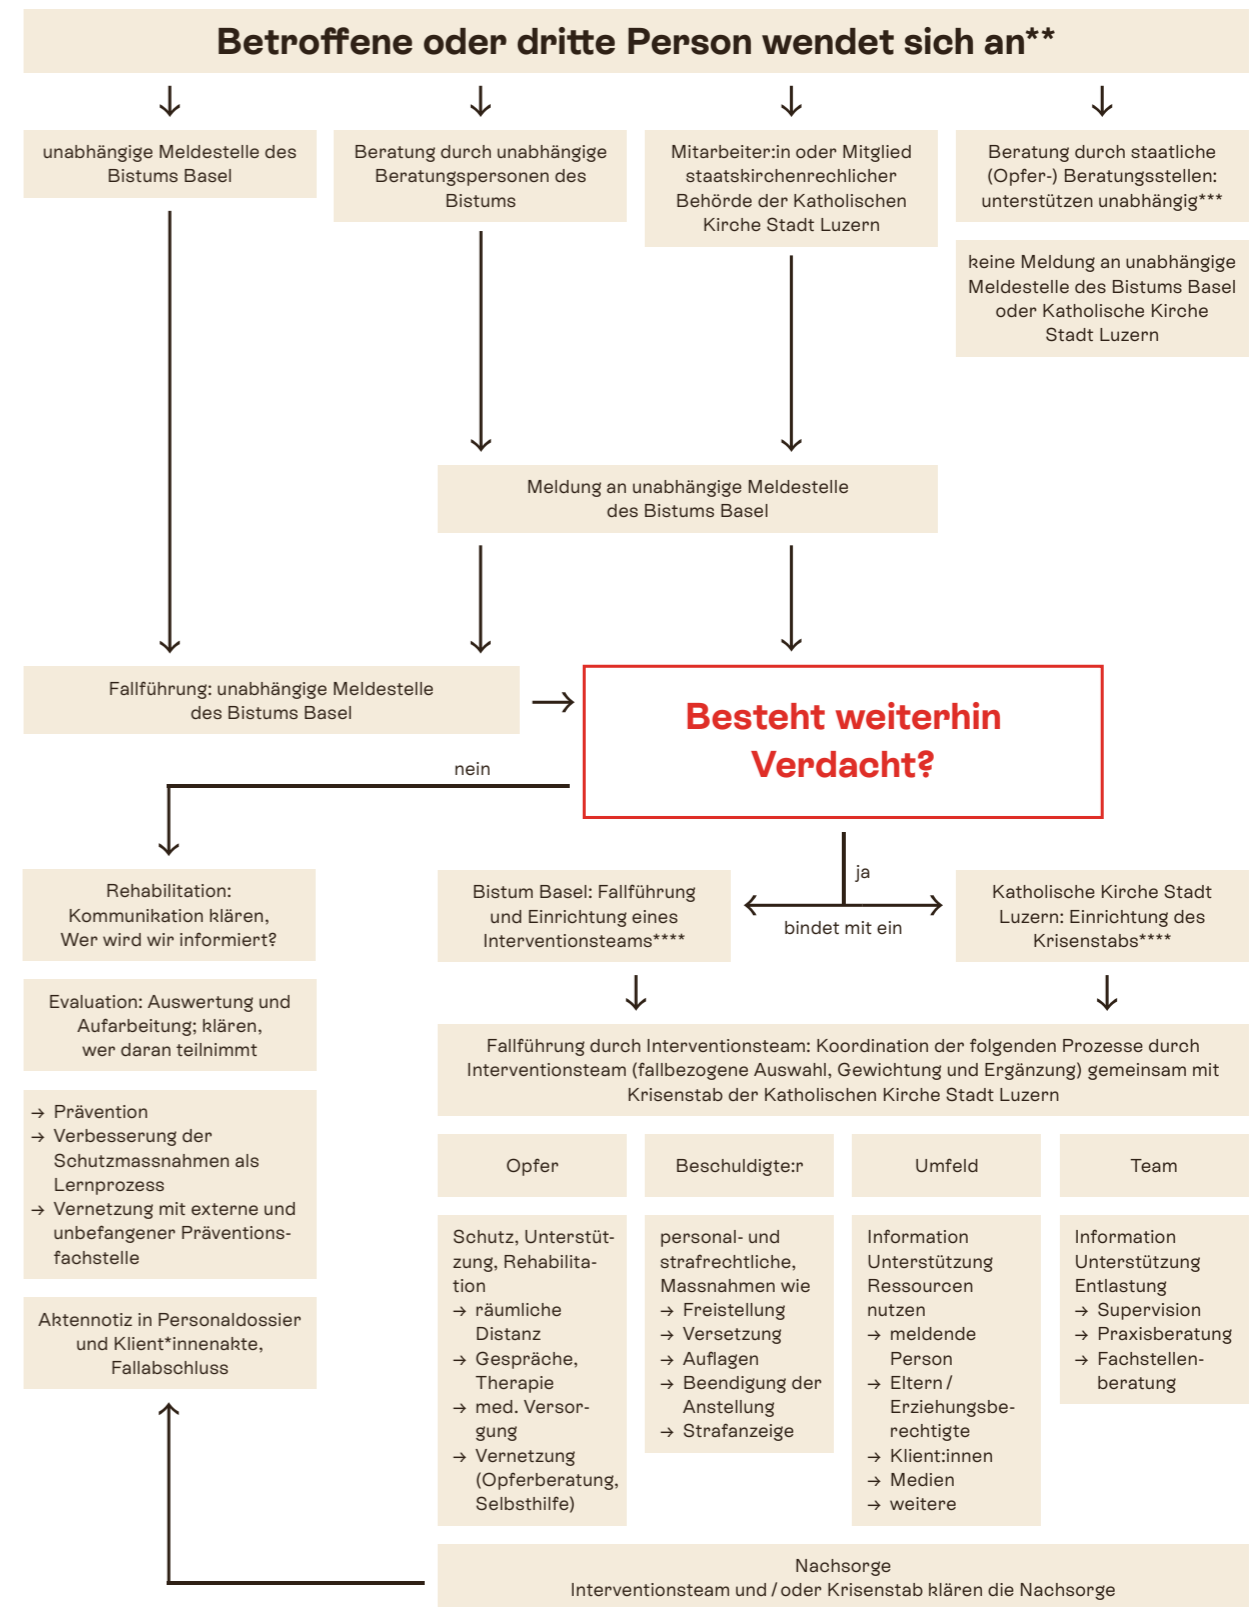 Betroffene oder dritte Person wendet sich an**
unabhängige Meldestelle des
Bistums Basel
Beratung durch unabhängige
Beratungspersonen des
Bistums
Mitarbeiter:in oder Mitglied
staatskirchenrechtlicher
Behörde der Katholischen
Kirche Stadt Luzern
Beratung durch staatliche
(Opfer-) Beratungsstellen:
unterstützen unabhängig***
keine Meldung an unabhängige
Meldestelle des Bistums Basel
oder Katholische Kirche
Stadt Luzern
Meldung an unabhängige Meldestelle
des Bistums Basel
Fallführung: unabhängige Meldestelle
des Bistums Basel
Besteht weiterhin
Verdacht?
nein
ja
bindet mit ein
Rehabilitation:
Kommunikation klären,
Wer wird wir informiert?
Evaluation: Auswertung und
Aufarbeitung; klären,
wer daran teilnimmt
→ Prävention
→ Verbesserung der
Schutzmassnahmen als
Lernprozess
→ Vernetzung mit externe und
unbefangener Präventions-
fachstelle
Aktennotiz in Personaldossier
und Klient*innenakte,
Fallabschluss
Bistum Basel: Fallführung
und Einrichtung eines
Interventionsteams****
Katholische Kirche Stadt
Luzern: Einrichtung des
Krisenstabs****
Fallführung durch Interventionsteam: Koordination der folgenden Prozesse durch
Interventionsteam (fallbezogene Auswahl, Gewichtung und Ergänzung) gemeinsam mit
Krisenstab der Katholischen Kirche Stadt Luzern
Opfer
Schutz, Unterstüt-
zung, Rehabilita-
tion
→ räumliche
Distanz
→ Gespräche,
Therapie
→ med. Versor-
gung
→ Vernetzung
(Opferberatung,
Selbsthilfe)
Beschuldigte:r
personal- und
strafrechtliche,
Massnahmen wie
→ Freistellung
→ Versetzung
→ Auflagen
→ Beendigung der
Anstellung
→ Strafanzeige
Umfeld
Information
Unterstützung
Ressourcen
nutzen
→ meldende
Person
→ Eltern /
Erziehungsbe-
rechtigte
→ Klient:innen
→ Medien
→ weitere
Team
Information
Unterstützung
Entlastung
→ Supervision
→ Praxisberatung
→ Fachstellen-
beratung
Nachsorge
Interventionsteam und / oder Krisenstab klären die Nachsorge